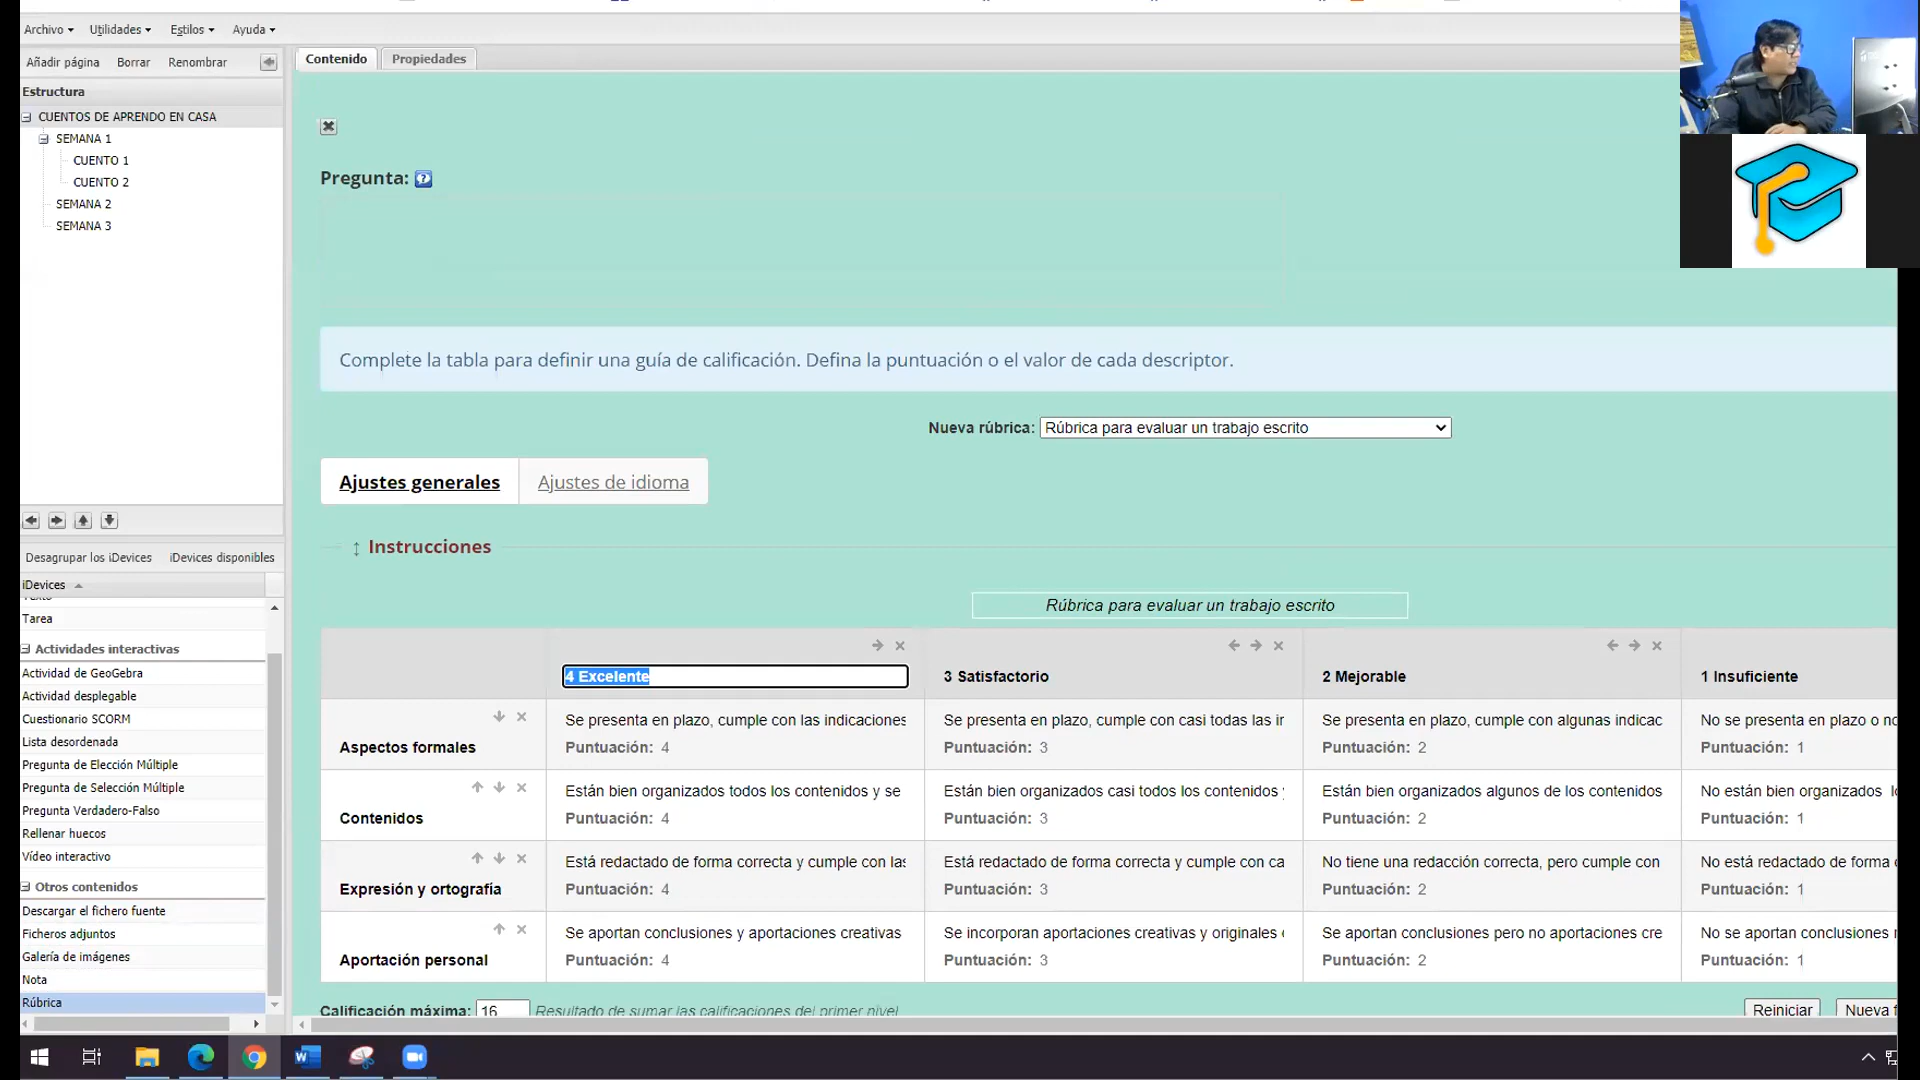 Archivo Utilidades Estilos Ayuda
Añadir página Borrar Renombrar
Estructura
CUENTOS DE APRENDO EN CASA
SEMANA 1
CUENTO 1
CUENTO 2
SEMANA 2
SEMANA 3
Desagrupar los iDevices iDevices disponibles
iDevices
Tarea
Actividades interactivas
Actividad de GeoGebra
Actividad desplegable
Cuestionario SCORM
Lista desordenada
Pregunta de Elección Múltiple
Pregunta de Selección Múltiple
Pregunta Verdadero-Falso
Rellenar huecos
Vídeo interactivo
Otros contenidos
Descargar el fichero fuente
Ficheros adjuntos
Galería de imágenes
Nota
Rúbrica
Contenido Propiedades
Pregunta:
Complete la tabla para definir una guía de calificación. Defina la puntuación o el valor de cada descriptor.
Nueva rúbrica: Rúbrica para evaluar un trabajo escrito
Ajustes generales Ajustes de idioma
Instrucciones
Rúbrica para evaluar un trabajo escrito
4 Excelente 3 Satisfactorio 2 Mejorable 1 Insuficiente
Se presenta en plazo, cumple con las indicaciones Se presenta en plazo, cumple con casi todas las Se presenta en plazo, cumple con algunas indicac No se presenta en plazo o
Aspectos formales Puntuación: 4 Puntuación: 3 Puntuación: 2 Puntuación: 1
Están bien organizados todos los contenidos y se Están bien organizados casi todos los contenidos Están bien organizados algunos de los contenidos No están bien organizados
Contenidos Puntuación: 4 Puntuación: 3 Puntuación: 2 Puntuación: 1
Está redactado de forma correcta y cumple con las Está redactado de forma correcta y cumple con ca No tiene una redacción correcta, pero cumple con No está redactado de forma
Expresión y ortografía Puntuación: 4 Puntuación: 3 Puntuación: 2 Puntuación: 1
Se aportan conclusiones y aportaciones creativas Se incorporan aportaciones creativas y originales Se aportan conclusiones pero no aportaciones cre No se aportan conclusiones
Aportación personal Puntuación: 4 Puntuación: 3 Puntuación: 2 Puntuación: 1
Calificación máxima: 16 Resultado de sumar las calificaciones del primer nivel
Reiniciar Nueva f